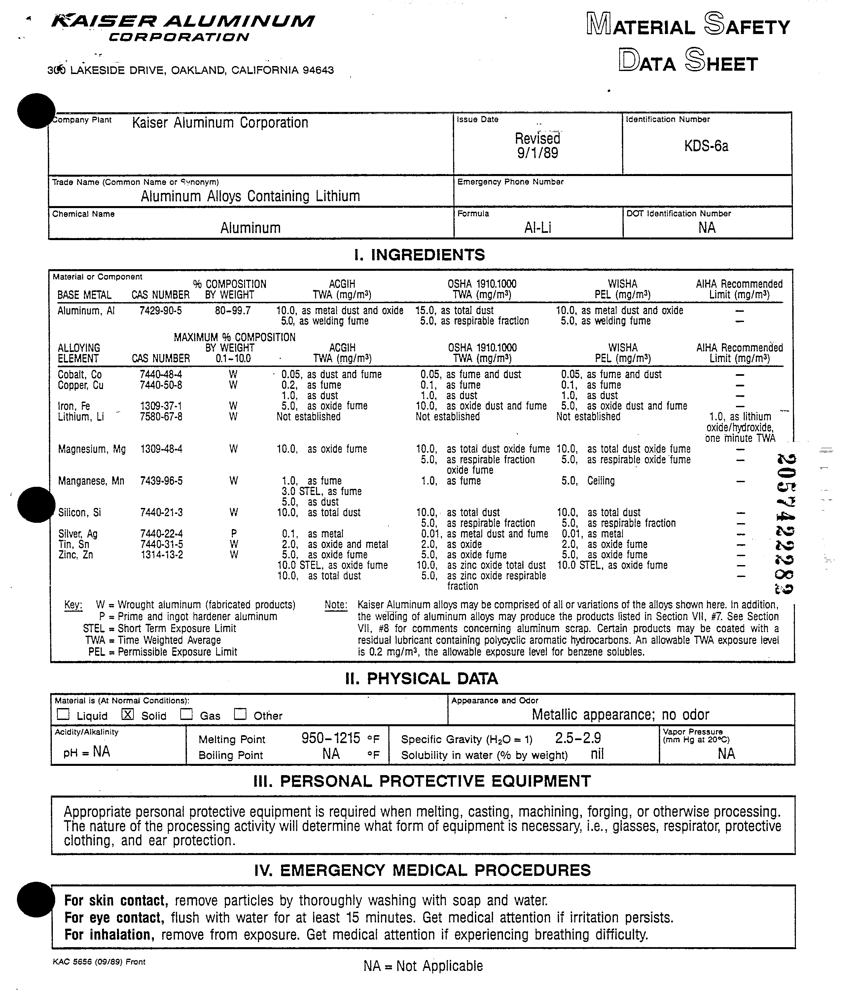 KAISER ALUMINUM
CORPORATION
300 LAKESIDE DRIVE, OAKLAND, CALIFORNIA 94643
MATERIAL SAFETY
DATA SHEET
Company Plant Kaiser Aluminum Corporation
Issue Date
Revised
9/1/89
Identification Number
KDS-6a
Trade Name (Common Name or Synonym)
Aluminum Alloys Containing Lithium
Emergency Phone Number
Chemical Name
Aluminum
Formula
Al-Li
DOT Identification Number
NA
I. INGREDIENTS
Material or Component
% COMPOSITION ACGIH OSHA 1910.1000 WISHA AIHA Recommended
BASE METAL CAS NUMBER BY WEIGHT TWA (mg/m³) TWA (mg/m³) PEL (mg/m³) Limit (mg/m³)
Aluminum, Al 7429-90-5 80-99.7 10.0, as metal dust and oxide 15.0, as total dust 10.0, as metal dust and oxide —
5.0, as welding fume 5.0, as respirable fraction 5.0, as welding fume —
MAXIMUM % COMPOSITION
ALLOYING BY WEIGHT ACGIH OSHA 1910.1000 WISHA AIHA Recommended
ELEMENT CAS NUMBER 0.1-10.0 TWA (mg/m³) TWA (mg/m³) PEL (mg/m³) Limit (mg/m³)
Cobalt, Co 7440-48-4 W 0.05, as dust and fume 0.05, as fume and dust 0.05, as fume and dust —
Copper, Cu 7440-50-8 W 0.2, as fume 0.1, as fume 0.1, as fume —
1.0, as dust 1.0, as dust 1.0, as dust —
Iron, Fe 1309-37-1 W 5.0, as oxide fume 10.0, as oxide dust and fume 5.0, as oxide dust and fume —
Lithium, Li 7580-67-8 W Not established Not established Not established 1.0, as lithium
oxide/hydroxide,
one minute TWA
Magnesium, Mg 1309-48-4 W 10.0, as oxide fume 10.0, as total dust oxide fume 10.0, as total dust oxide fume —
5.0, as respirable fraction 5.0, as respirable oxide fume —
oxide fume
Manganese, Mn 7439-96-5 W 1.0, as fume 1.0, as fume 5.0, Ceiling —
3.0 STEL, as fume
5.0, as dust
Silicon, Si 7440-21-3 W 10.0, as total dust 10.0, as total dust 10.0, as total dust —
5.0, as respirable fraction 5.0, as respirable fraction —
Silver, Ag 7440-22-4 P 0.1, as metal 0.01, as metal dust and fume 0.01, as metal —
Tin, Sn 7440-31-5 W 2.0, as oxide and metal 2.0, as oxide 2.0, as oxide fume —
Zinc, Zn 1314-13-2 W 5.0, as oxide fume 5.0, as oxide fume 5.0, as oxide fume —
10.0 STEL, as oxide fume 10.0, as zinc oxide total dust 10.0 STEL, as oxide fume —
10.0, as total dust 5.0, as zinc oxide respirable —
fraction
2057422282
Key: W = Wrought aluminum (fabricated products)
P = Prime and ingot hardener aluminum
STEL = Short Term Exposure Limit
TWA = Time Weighted Average
PEL = Permissible Exposure Limit
Note: Kaiser Aluminum alloys may be comprised of all or variations of the alloys shown here. In addition,
the welding of aluminum alloys may produce the products listed in Section VII, #7. See Section
VII, #8 for comments concerning aluminum scrap. Certain products may be coated with a
residual lubricant containing polycyclic aromatic hydrocarbons. An allowable TWA exposure level
is 0.2 mg/m³, the allowable exposure level for benzene solubles.
II. PHYSICAL DATA
Material is (At Normal Conditions):
☐ Liquid ☒ Solid ☐ Gas ☐ Other
Appearance and Odor
Metallic appearance; no odor
Acidity/Alkalinity
pH = NA
Melting Point 950-1215 °F
Boiling Point NA °F
Specific Gravity (H₂O = 1) 2.5-2.9
Solubility in water (% by weight) nil
Vapor Pressure
(mm Hg at 20°C)
NA
III. PERSONAL PROTECTIVE EQUIPMENT
Appropriate personal protective equipment is required when melting, casting, machining, forging, or otherwise processing.
The nature of the processing activity will determine what form of equipment is necessary, i.e., glasses, respirator, protective
clothing, and ear protection.
IV. EMERGENCY MEDICAL PROCEDURES
For skin contact, remove particles by thoroughly washing with soap and water.
For eye contact, flush with water for at least 15 minutes. Get medical attention if irritation persists.
For inhalation, remove from exposure. Get medical attention if experiencing breathing difficulty.
KAC 5656 (09/89) Front
NA = Not Applicable